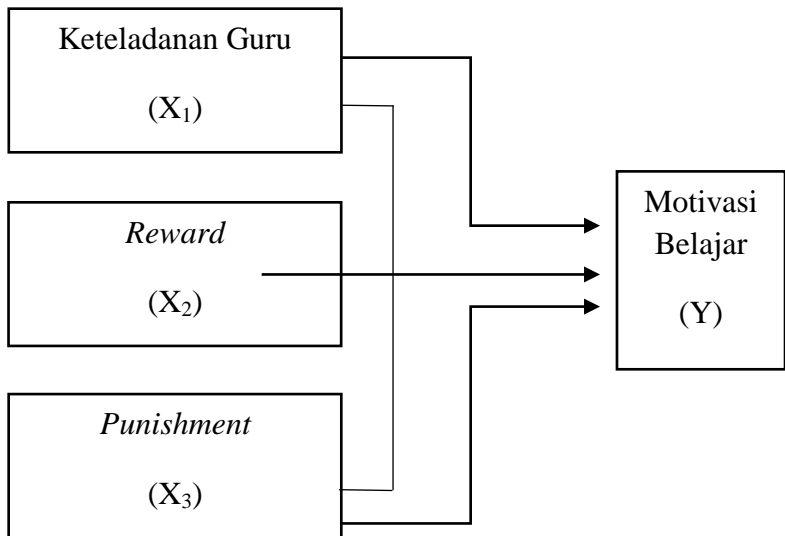 Keteladanan Guru
(X₁)
Reward
(X₂)
Punishment
(X₃)
Motivasi
Belajar
(Y)